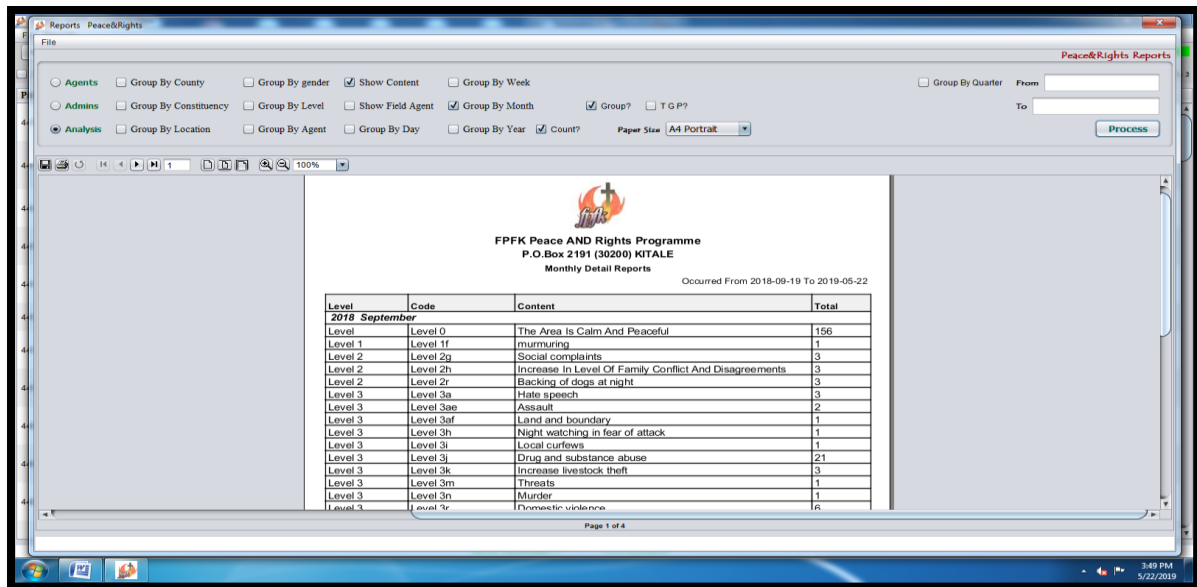 Reports Peace&Rights
File
Peace&Rights Reports
Agents Group By County Group By gender Show Content Group By Week Group By Quarter From
Admins Group By Constituency Group By Level Show Field Agent Group By Month Group? T G P? To
Analysis Group By Location Group By Agent Group By Day Group By Year Count? Paper Size A4 Portrait Process
1 100%
fpfk
FPFK Peace AND Rights Programme
P.O.Box 2191 (30200) KITALE
Monthly Detail Reports
Occurred From 2018-09-19 To 2019-05-22
Level Code Content Total
2018 September
Level Level 0 The Area Is Calm And Peaceful 156
Level 1 Level 1f murmuring 1
Level 2 Level 2g Social complaints 3
Level 2 Level 2h Increase In Level Of Family Conflict And Disagreements 3
Level 2 Level 2r Backing of dogs at night 3
Level 3 Level 3a Hate speech 3
Level 3 Level 3ae Assault 2
Level 3 Level 3af Land and boundary 1
Level 3 Level 3h Night watching in fear of attack 1
Level 3 Level 3i Local curfews 1
Level 3 Level 3j Drug and substance abuse 21
Level 3 Level 3k Increase livestock theft 3
Level 3 Level 3m Threats 1
Level 3 Level 3n Murder 1
Level 3 Level 3r Domestic violence 6
Page 1 of 4
3:49 PM
5/22/2019